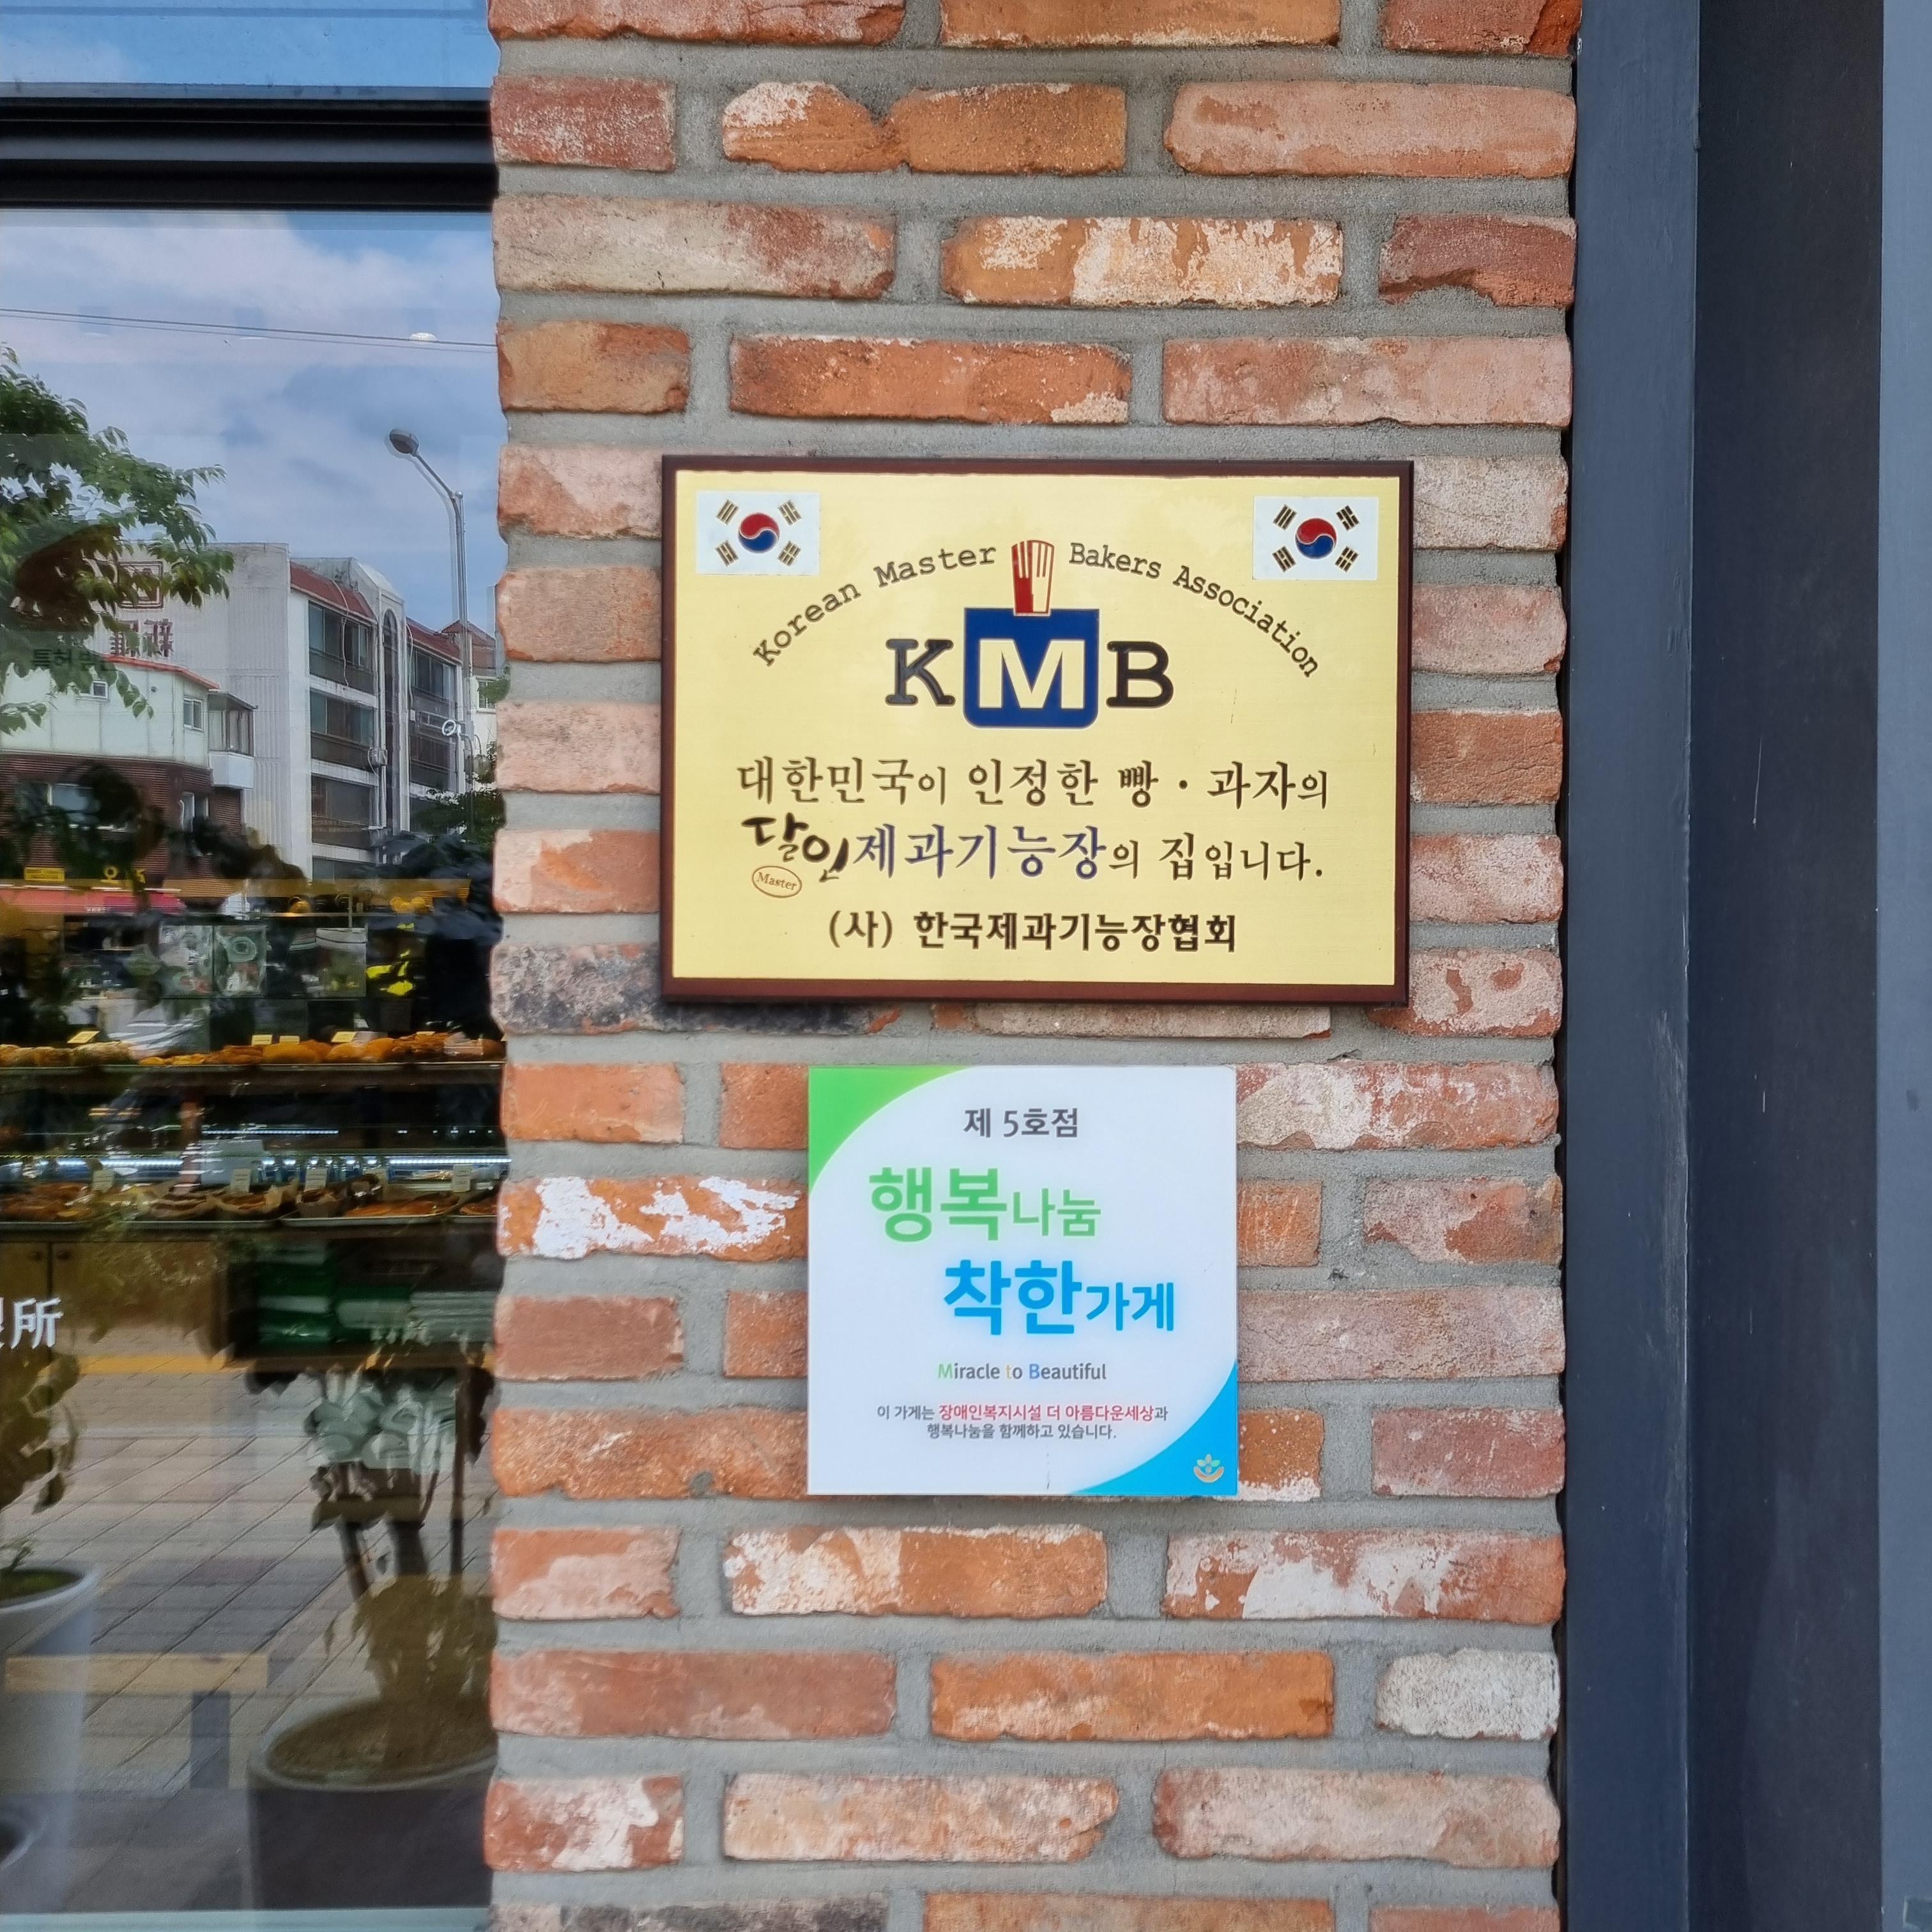 Korean Master Bakers Association
KMB
대한민국이 인정한 빵·과자의
달인 제과기능장의 집입니다.
Master
(사) 한국제과기능장협회
제 5호점
행복나눔
착한가게
Miracle to Beautiful
이 가게는 장애인복지시설 더 아름다운세상과
행복나눔을 함께하고 있습니다.
所
특허